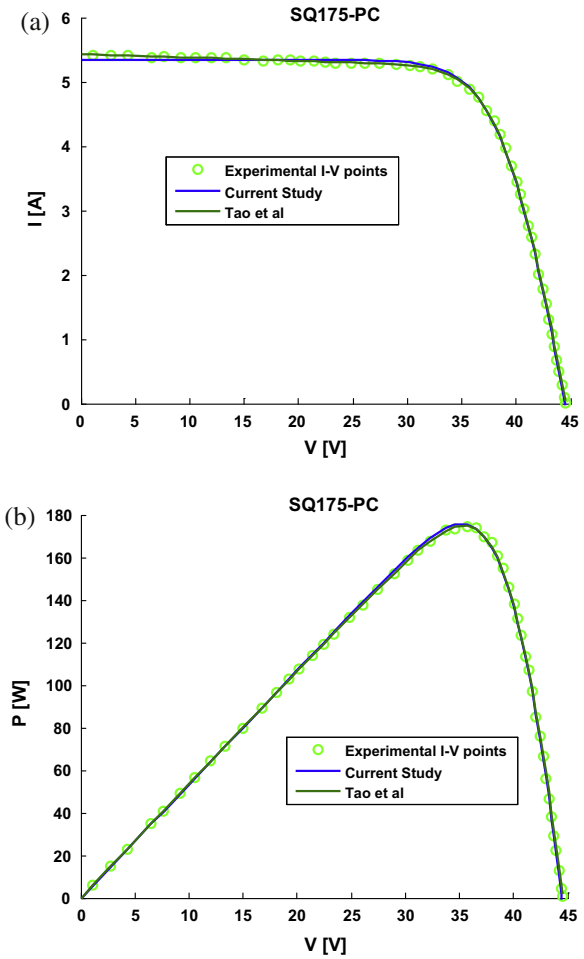 (a)
SQ175-PC
6
5
4
3
2
1
0
I [A]
Experimental I-V points
Current Study
Tao et al
0 5 10 15 20 25 30 35 40 45
V [V]
(b)
SQ175-PC
180
160
140
120
100
80
60
40
20
0
P [W]
Experimental I-V points
Current Study
Tao et al
0 5 10 15 20 25 30 35 40 45
V [V]